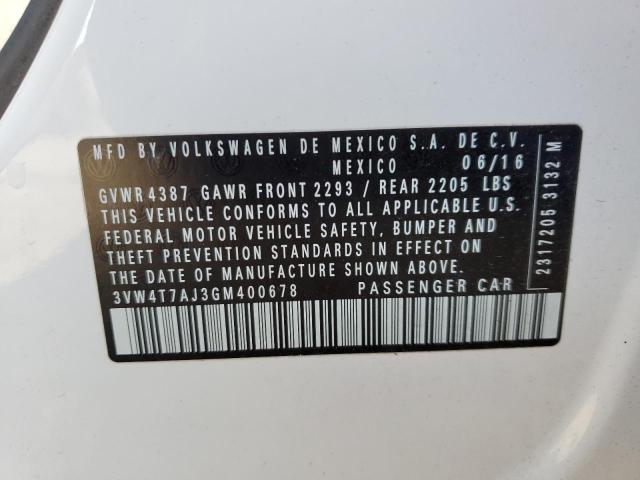 MFD BY VOLKSWAGEN DE MEXICO S.A. DE C.V.
MEXICO 06/16
GVWR 4387 GAWR FRONT 2293 / REAR 2205 LBS
THIS VEHICLE CONFORMS TO ALL APPLICABLE U.S.
FEDERAL MOTOR VEHICLE SAFETY, BUMPER AND
THEFT PREVENTION STANDARDS IN EFFECT ON
THE DATE OF MANUFACTURE SHOWN ABOVE.
3VW4T7AJ3GM400678 PASSENGER CAR
2317205 3132 M